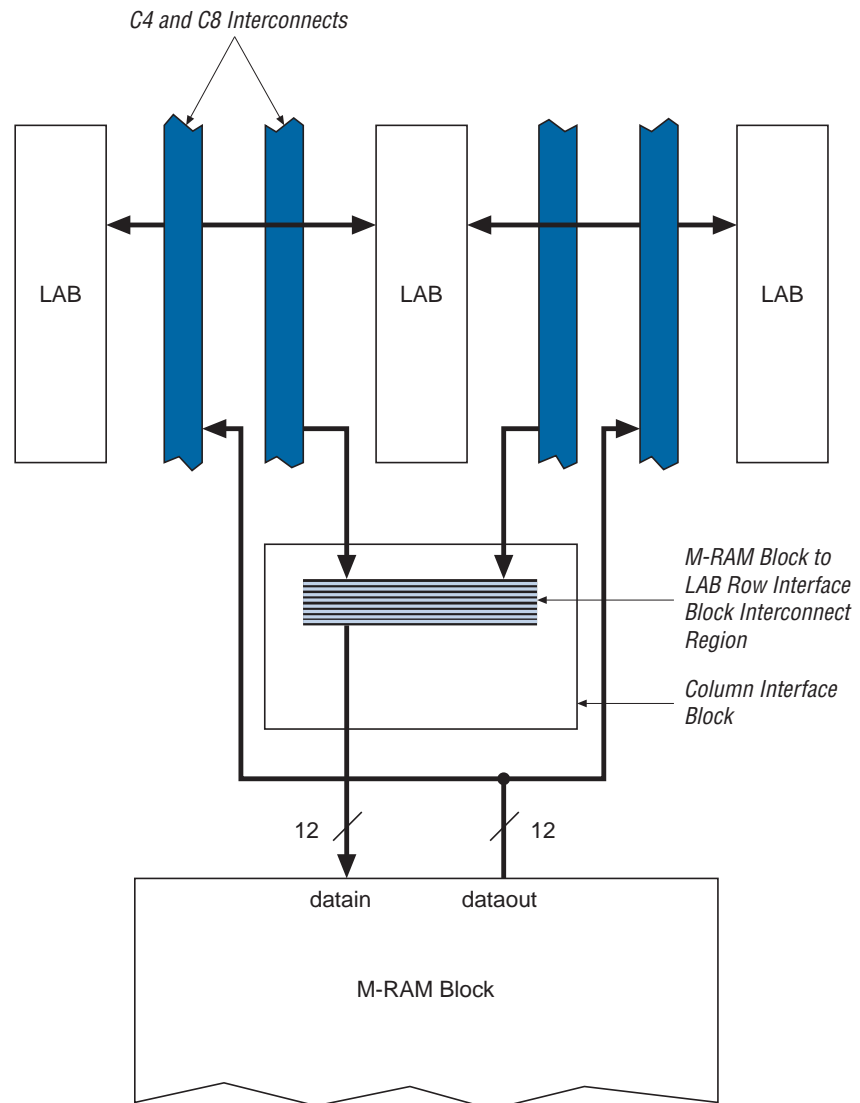 C4 and C8 Interconnects
LAB
LAB
LAB
M-RAM Block to
LAB Row Interface
Block Interconnect
Region
Column Interface
Block
12
12
datain
dataout
M-RAM Block